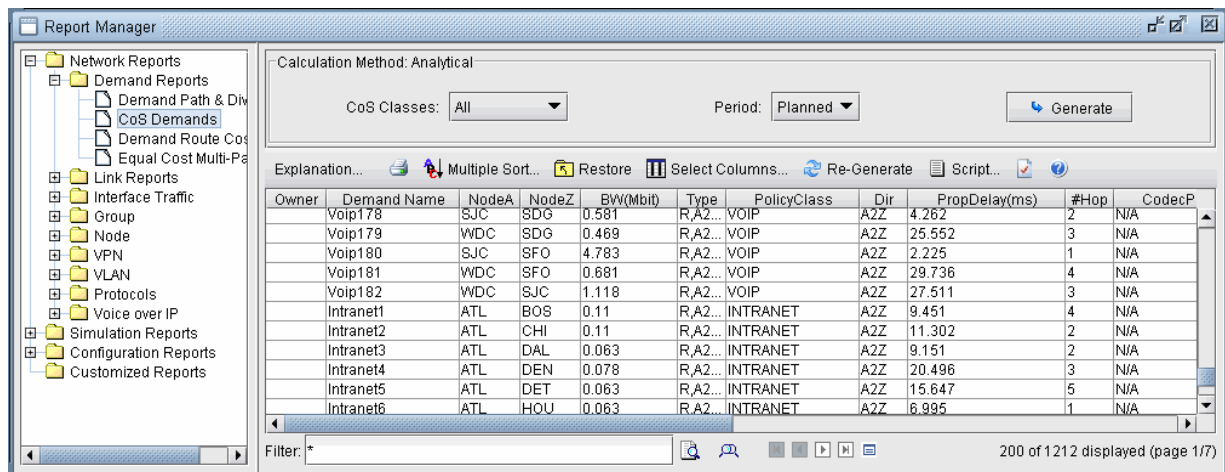 Report Manager
Network Reports
Demand Reports
Demand Path & Div
CoS Demands
Demand Route Cos
Equal Cost Multi-Pa
Link Reports
Interface Traffic
Group
Node
VPN
VLAN
Protocols
Voice over IP
Simulation Reports
Configuration Reports
Customized Reports
Calculation Method: Analytical
CoS Classes: All Period: Planned Generate
Explanation... Multiple Sort... Restore Select Columns... Re-Generate Script...
Owner Demand Name NodeA NodeZ BW(Mbit) Type PolicyClass Dir PropDelay(ms) #Hop CodecP
Voip178 SJC SDG 0.581 R,A2... VOIP A2Z 4.262 2 N/A
Voip179 WDC SDG 0.469 R,A2... VOIP A2Z 25.552 3 N/A
Voip180 SJC SFO 4.783 R,A2... VOIP A2Z 2.225 1 N/A
Voip181 WDC SFO 0.681 R,A2... VOIP A2Z 29.736 4 N/A
Voip182 WDC SJC 1.118 R,A2... VOIP A2Z 27.511 3 N/A
Intranet1 ATL BOS 0.11 R,A2... INTRANET A2Z 9.451 4 N/A
Intranet2 ATL CHI 0.11 R,A2... INTRANET A2Z 11.302 2 N/A
Intranet3 ATL DAL 0.063 R,A2... INTRANET A2Z 9.151 2 N/A
Intranet4 ATL DEN 0.078 R,A2... INTRANET A2Z 20.496 3 N/A
Intranet5 ATL DET 0.063 R,A2... INTRANET A2Z 15.647 5 N/A
Intranet6 ATL HOU 0.063 R,A2... INTRANET A2Z 6.995 1 N/A
Filter: * 200 of 1212 displayed (page 1/7)